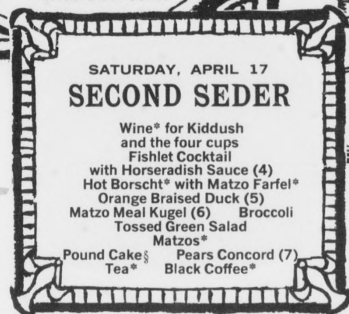 SATURDAY, APRIL 17
SECOND SEDER
Wine* for Kiddush
and the four cups
Fishlet Cocktail
with Horseradish Sauce (4)
Hot Borscht* with Matzo Farfel*
Orange Braised Duck (5)
Matzo Meal Kugel (6) Broccoli
Tossed Green Salad
Matzos*
Pound Cake§ Pears Concord (7)
Tea* Black Coffee*